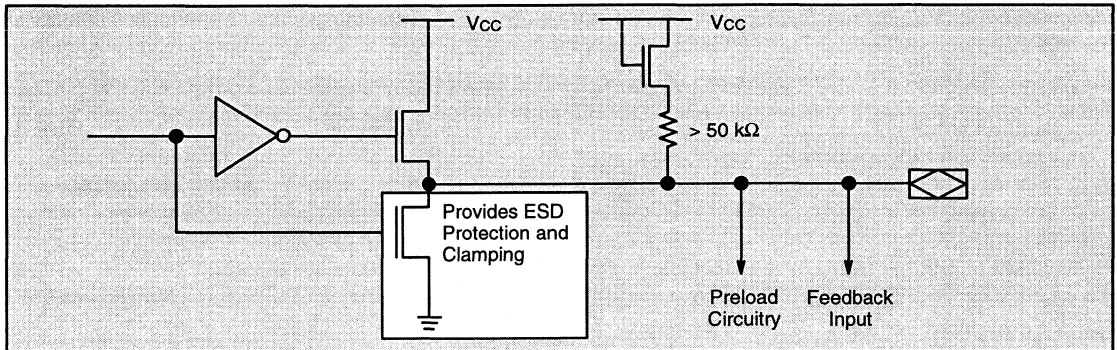 Vcc
Vcc
> 50 kΩ
Provides ESD
Protection and
Clamping
Preload
Circuitry
Feedback
Input